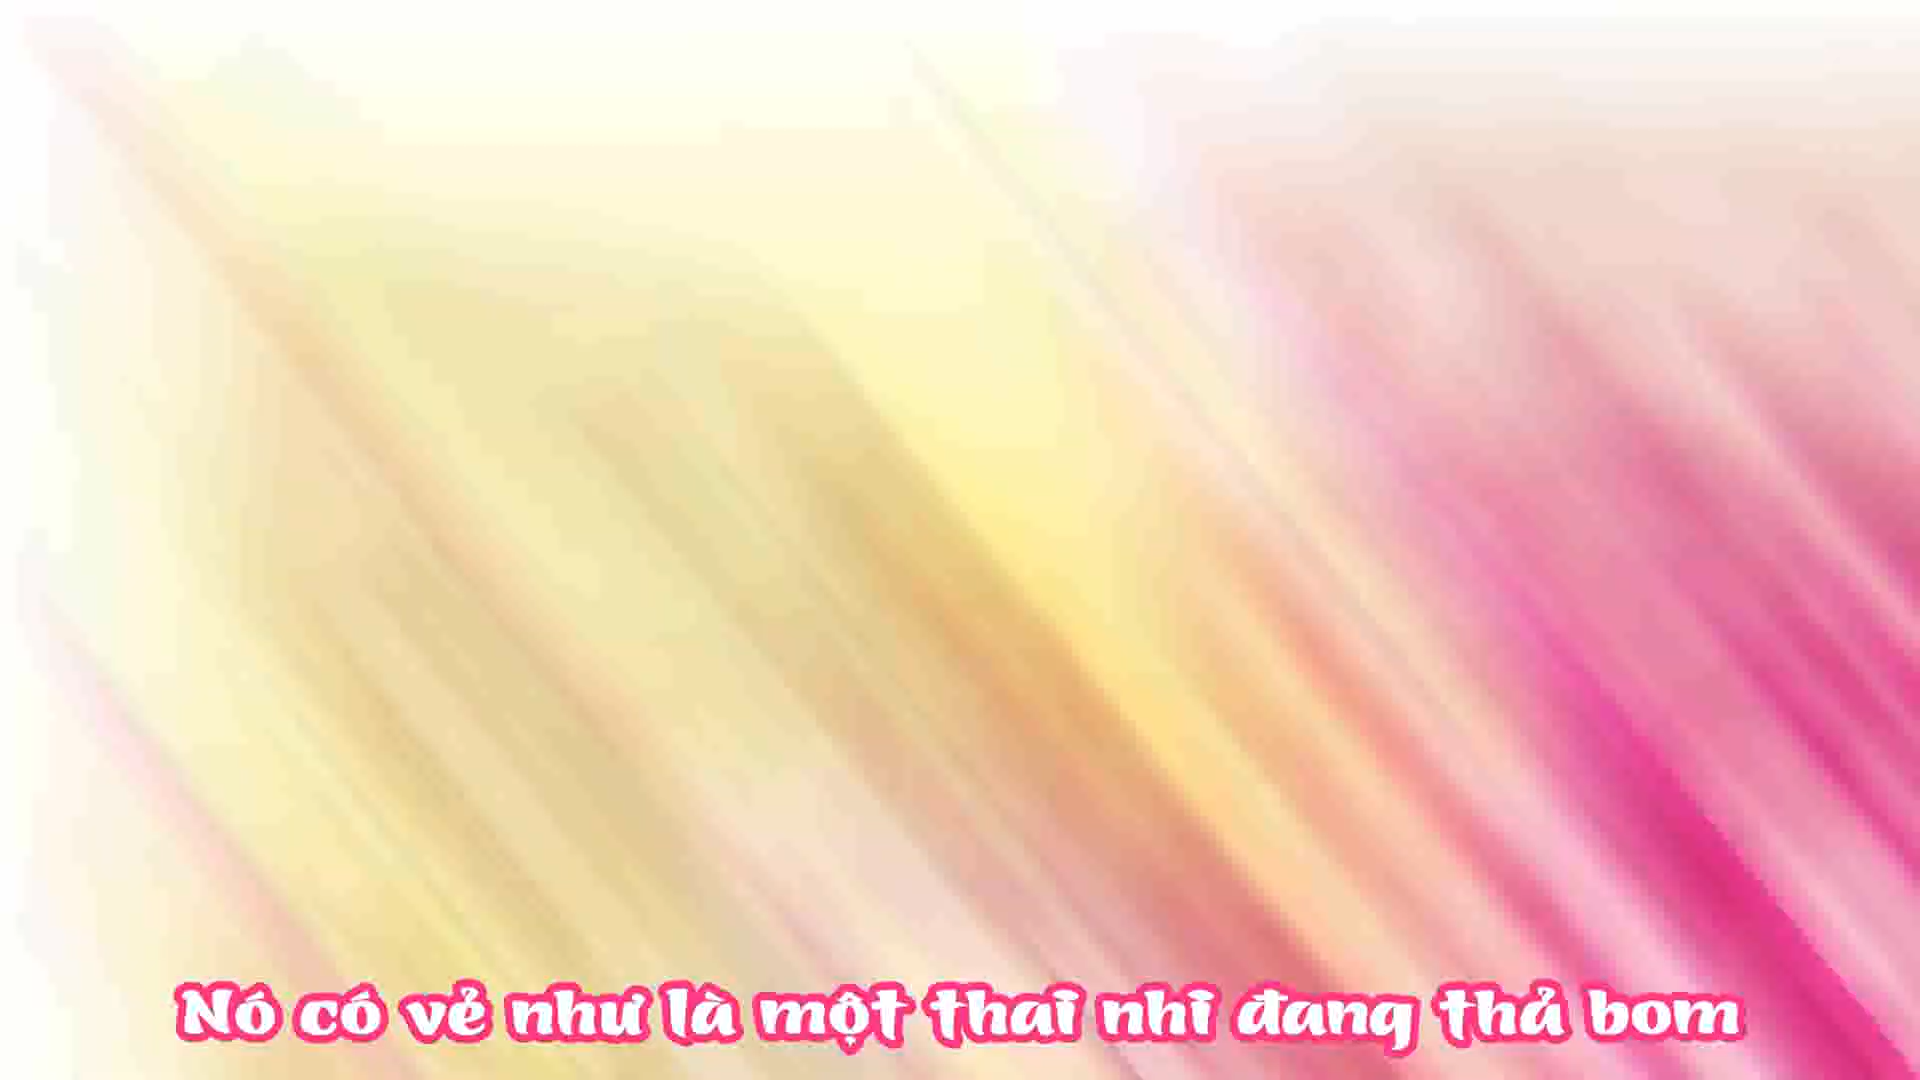 Nó có vẻ như là một thai nhi đang thả bom